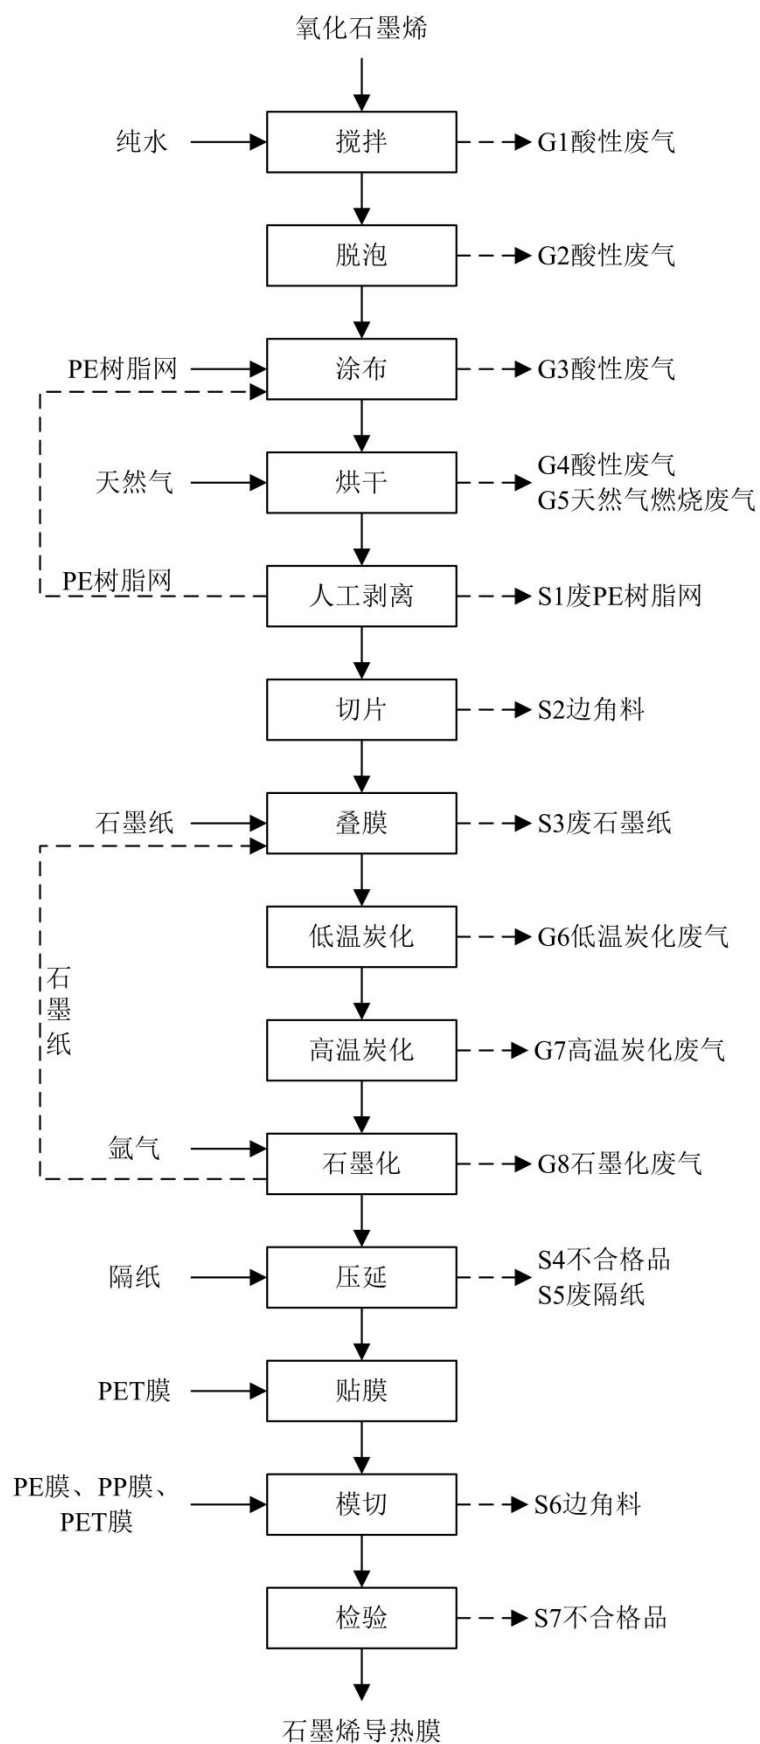 氧化石墨烯
纯水
搅拌
G1酸性废气
脱泡
G2酸性废气
PE树脂网
涂布
G3酸性废气
天然气
烘干
G4酸性废气
G5天然气燃烧废气
PE树脂网
人工剥离
S1废PE树脂网
切片
S2边角料
石墨纸
叠膜
S3废石墨纸
低温炭化
G6低温炭化废气
石
墨
纸
高温炭化
G7高温炭化废气
氩气
石墨化
G8石墨化废气
隔纸
压延
S4不合格品
S5废隔纸
PET膜
贴膜
PE膜、PP膜、
PET膜
模切
S6边角料
检验
S7不合格品
石墨烯导热膜